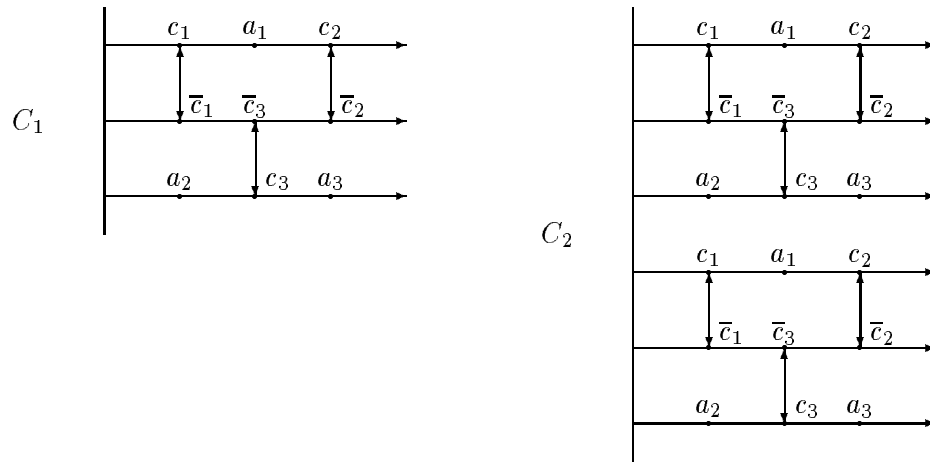 c₁ a₁ c₂
c̄₁ c̄₃ c̄₂
C₁
a₂ c₃ a₃
c₁ a₁ c₂
c̄₁ c̄₃ c̄₂
a₂ c₃ a₃
C₂
c₁ a₁ c₂
c̄₁ c̄₃ c̄₂
a₂ c₃ a₃